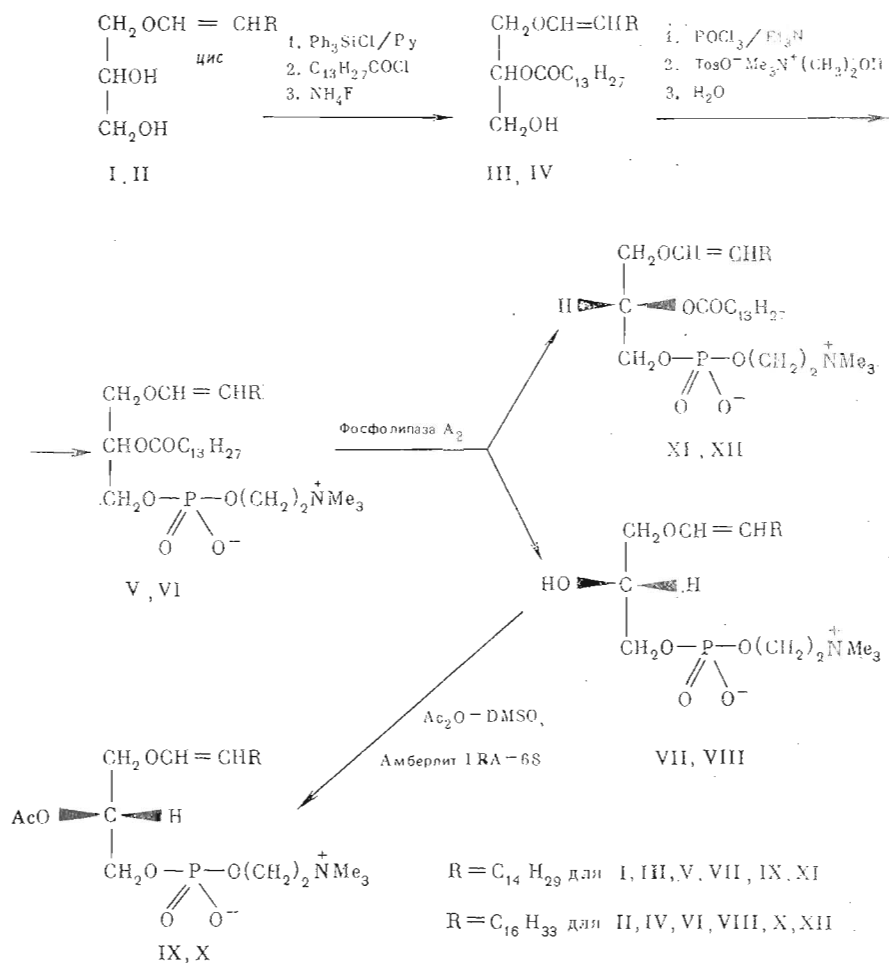 CH₂OCH = CHR
цис
CHOH
CH₂OH
I, II
1. Ph₃SiCl/Py
2. C₁₃H₂₇COCl
3. NH₄F
CH₂OCH=CHR
CHOCOC₁₃H₂₇
CH₂OH
III, IV
1. POCl₃/Et₃N
2. TosO⁻Me₃N⁺(CH₂)₂OH
3. H₂O
CH₂OCH=CHR
CHOCOC₁₃H₂₇
CH₂O—P—O(CH₂)₂N⁺Me₃
O O⁻
V, VI
Фосфолипаза А₂
CH₂OCH=CHR
H C OCOC₁₃H₂₇
CH₂O—P—O(CH₂)₂N⁺Me₃
O O⁻
XI, XII
CH₂OCH=CHR
HO C H
CH₂O—P—O(CH₂)₂N⁺Me₃
O O⁻
VII, VIII
Ac₂O—DMSO,
Амберлит IRA-68
CH₂OCH=CHR
AcO C H
CH₂O—P—O(CH₂)₂N⁺Me₃
O O⁻
IX, X
R = C₁₄H₂₉ для I, III, V, VII, IX, XI
R = C₁₆H₃₃ для II, IV, VI, VIII, X, XII